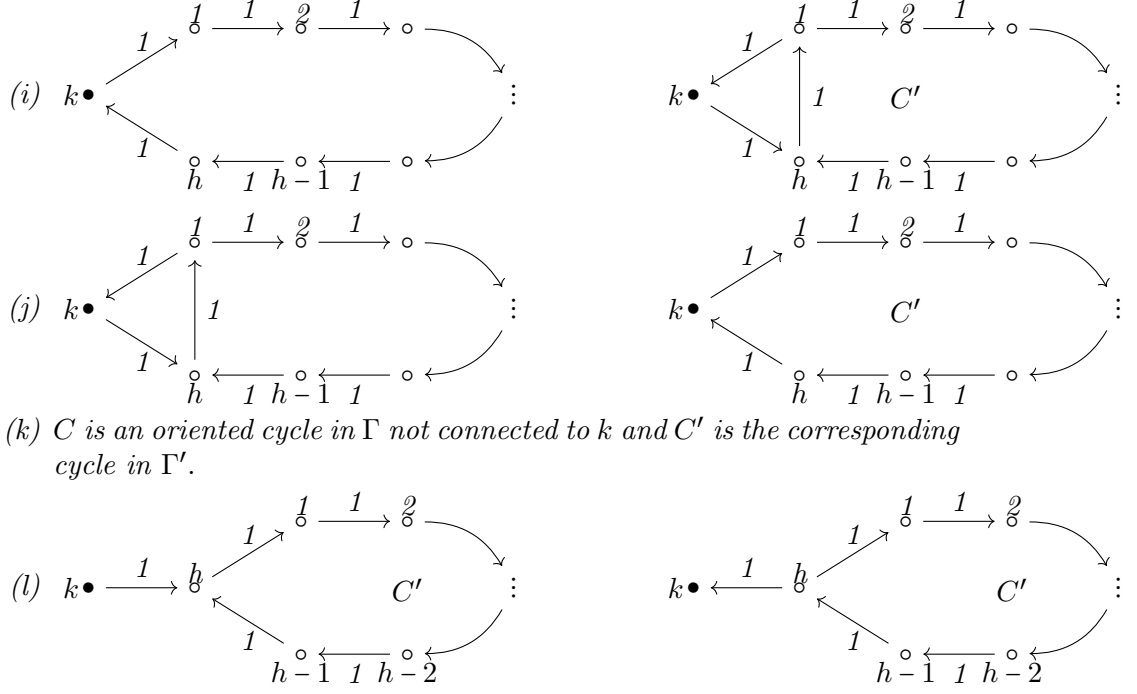 1 1 2 1 1 1 2 1
1 1
(i) k ⋮ k 1 C′ ⋮
1 1
h 1 h − 1 1 h 1 h − 1 1
1 1 2 1 1 1 2 1
1 1
(j) k 1 ⋮ k C′ ⋮
1 1
h 1 h − 1 1 h 1 h − 1 1
(k) C is an oriented cycle in Γ not connected to k and C′ is the corresponding
cycle in Γ′.
1 1 2 1 1 2
1 1
(l) k 1 h C′ ⋮ k 1 h C′ ⋮
1 1
h − 1 1 h − 2 h − 1 1 h − 2